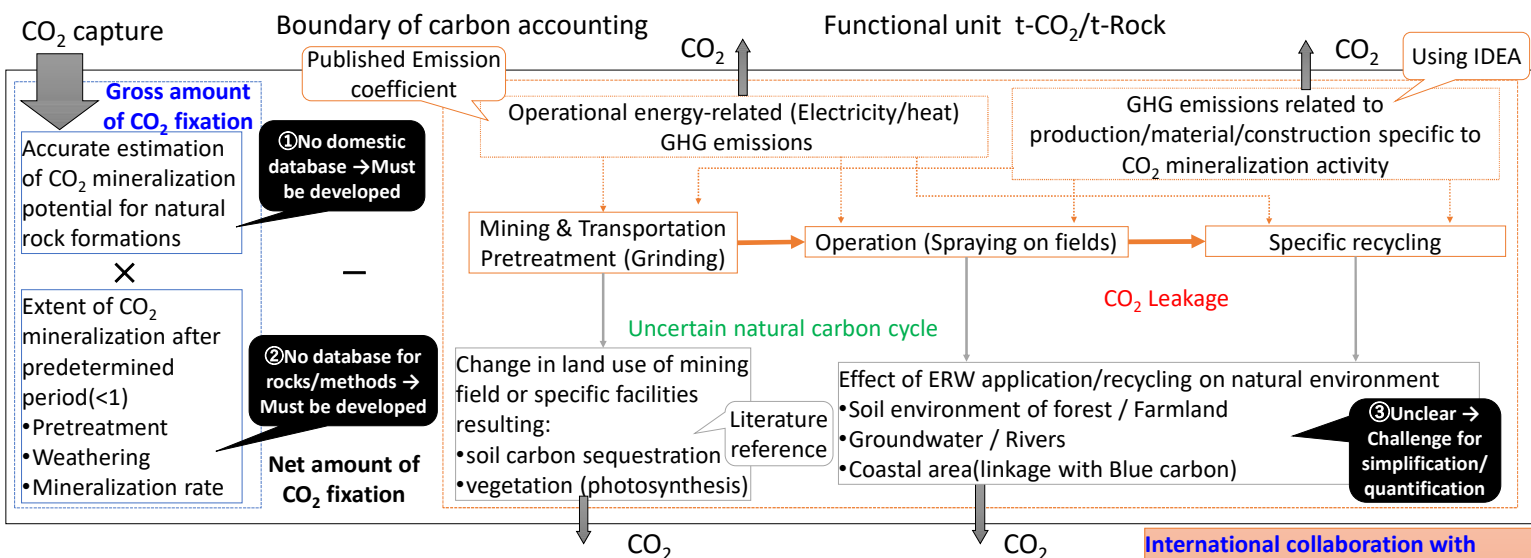 CO₂ capture
Boundary of carbon accounting
Functional unit t-CO₂/t-Rock
CO₂
CO₂
Published Emission
coefficient
Using IDEA
Gross amount
of CO₂ fixation
Accurate estimation
of CO₂ mineralization
potential for natural
rock formations
①No domestic
database →Must
be developed
×
Extent of CO₂
mineralization after
predetermined
period(<1)
•Pretreatment
•Weathering
•Mineralization rate
②No database for
rocks/methods →
Must be developed
−
Net amount of
CO₂ fixation
Operational energy-related (Electricity/heat)
GHG emissions
GHG emissions related to
production/material/construction specific to
CO₂ mineralization activity
Mining & Transportation
Pretreatment (Grinding)
Operation (Spraying on fields)
Specific recycling
CO₂ Leakage
Uncertain natural carbon cycle
Change in land use of mining
field or specific facilities
resulting:
•soil carbon sequestration
•vegetation (photosynthesis)
Literature
reference
Effect of ERW application/recycling on natural environment
•Soil environment of forest / Farmland
•Groundwater / Rivers
•Coastal area(linkage with Blue carbon)
③Unclear →
Challenge for
simplification/
quantification
CO₂
CO₂
International collaboration with